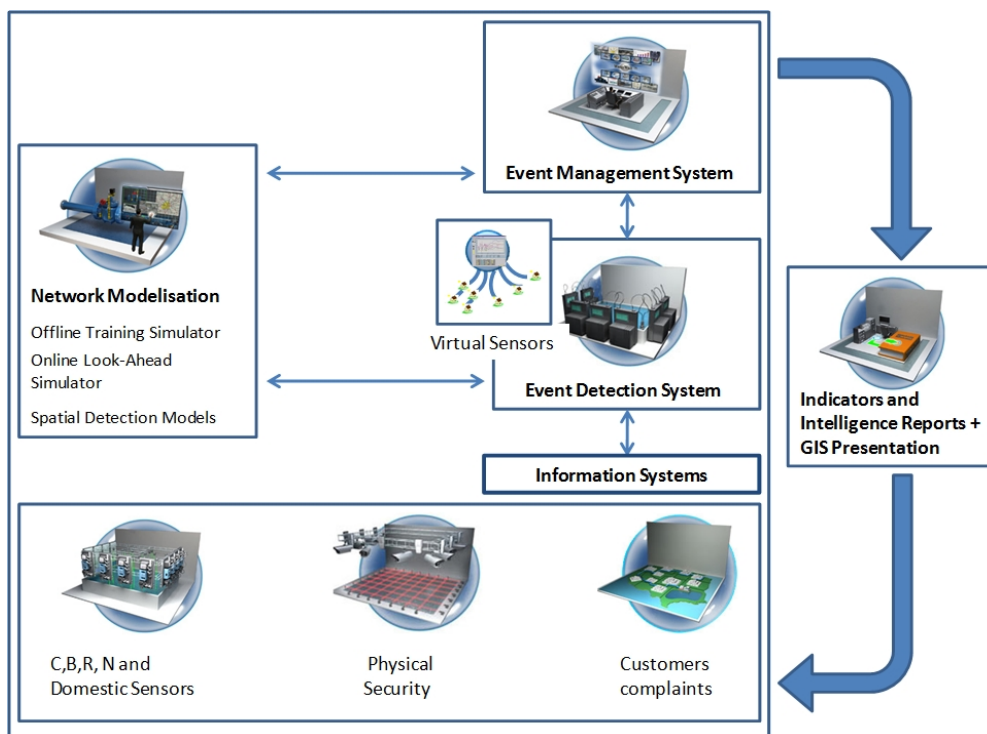 Event Management System
Network Modelisation
Offline Training Simulator
Online Look-Ahead
Simulator
Spatial Detection Models
Virtual Sensors
Event Detection System
Information Systems
C,B,R, N and
Domestic Sensors
Physical
Security
Customers
complaints
Indicators and
Intelligence Reports +
GIS Presentation